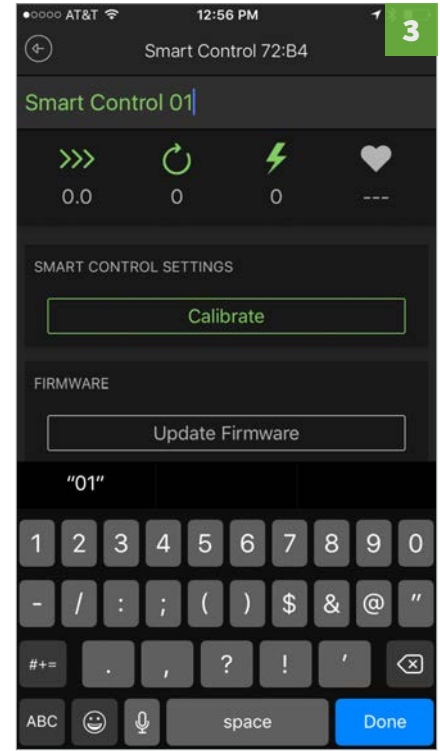 AT&T 12:56 PM
3
Smart Control 72:B4
Smart Control 01
>>>
0.0 0 0 ---
SMART CONTROL SETTINGS
Calibrate
FIRMWARE
Update Firmware
"01"
1 2 3 4 5 6 7 8 9 0
- / : ; ( ) $ & @ "
#+= . , ? ! '
ABC space Done